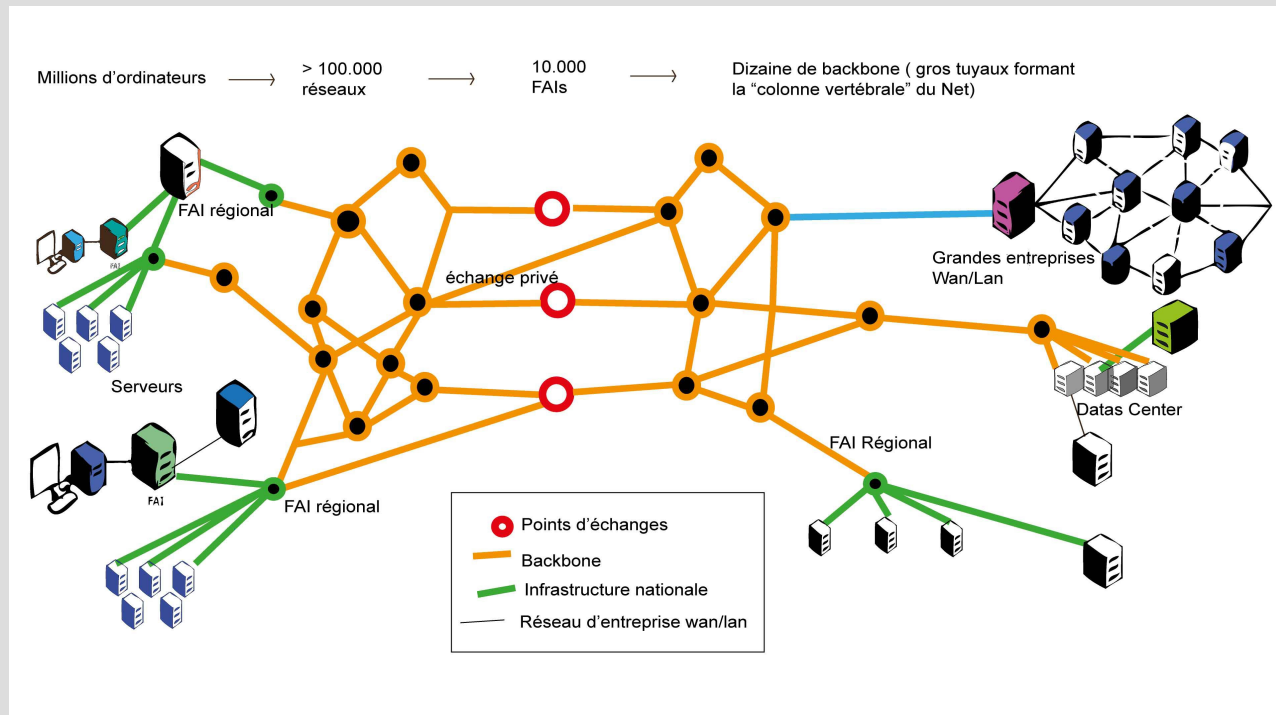 Millions d'ordinateurs
> 100.000
réseaux
10.000
FAIs
Dizaine de backbone ( gros tuyaux formant
la “colonne vertébrale” du Net)
FAI régional
FAI
Serveurs
échange privé
Grandes entreprises
Wan/Lan
Datas Center
FAI
FAI régional
FAI Régional
Points d’échanges
Backbone
Infrastructure nationale
Réseau d’entreprise wan/lan